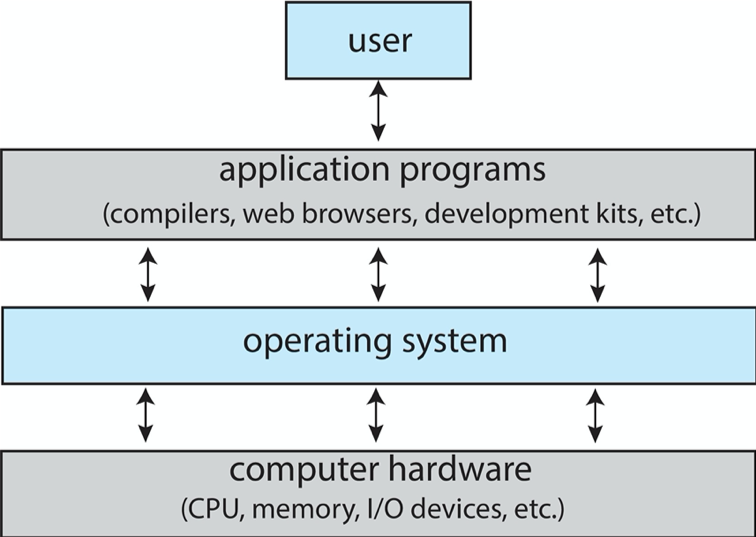 user
application programs
(compilers, web browsers, development kits, etc.)
operating system
computer hardware
(CPU, memory, I/O devices, etc.)